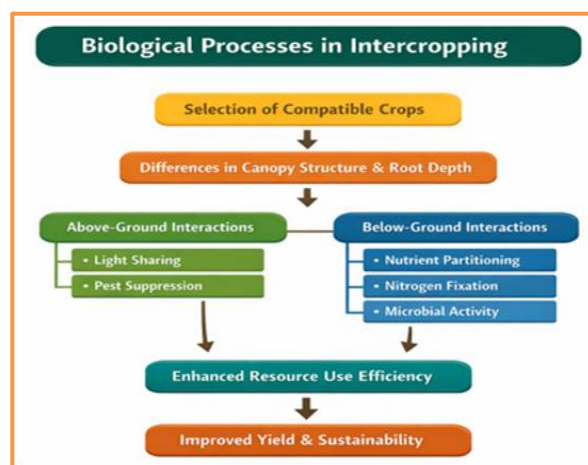 Biological Processes in Intercropping
Selection of Compatible Crops
Differences in Canopy Structure & Root Depth
Above-Ground Interactions
• Light Sharing
• Pest Suppression
Below-Ground Interactions
• Nutrient Partitioning
• Nitrogen Fixation
• Microbial Activity
Enhanced Resource Use Efficiency
Improved Yield & Sustainability